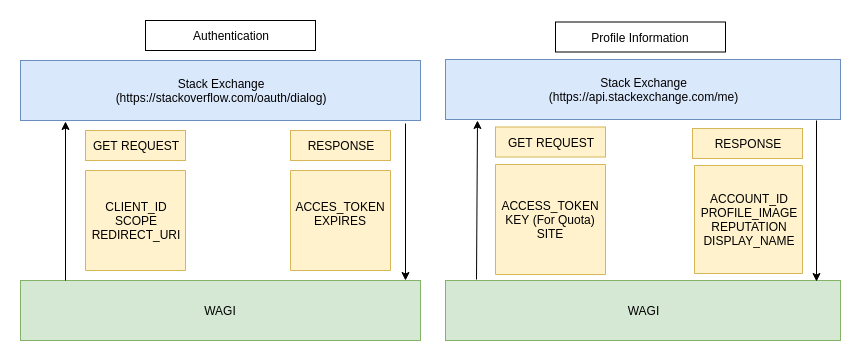 Authentication
Stack Exchange
(https://stackoverflow.com/oauth/dialog)
GET REQUEST
RESPONSE
CLIENT_ID
SCOPE
REDIRECT_URI
ACCES_TOKEN
EXPIRES
WAGI
Profile Information
Stack Exchange
(https://api.stackexchange.com/me)
GET REQUEST
RESPONSE
ACCESS_TOKEN
KEY (For Quota)
SITE
ACCOUNT_ID
PROFILE_IMAGE
REPUTATION
DISPLAY_NAME
WAGI